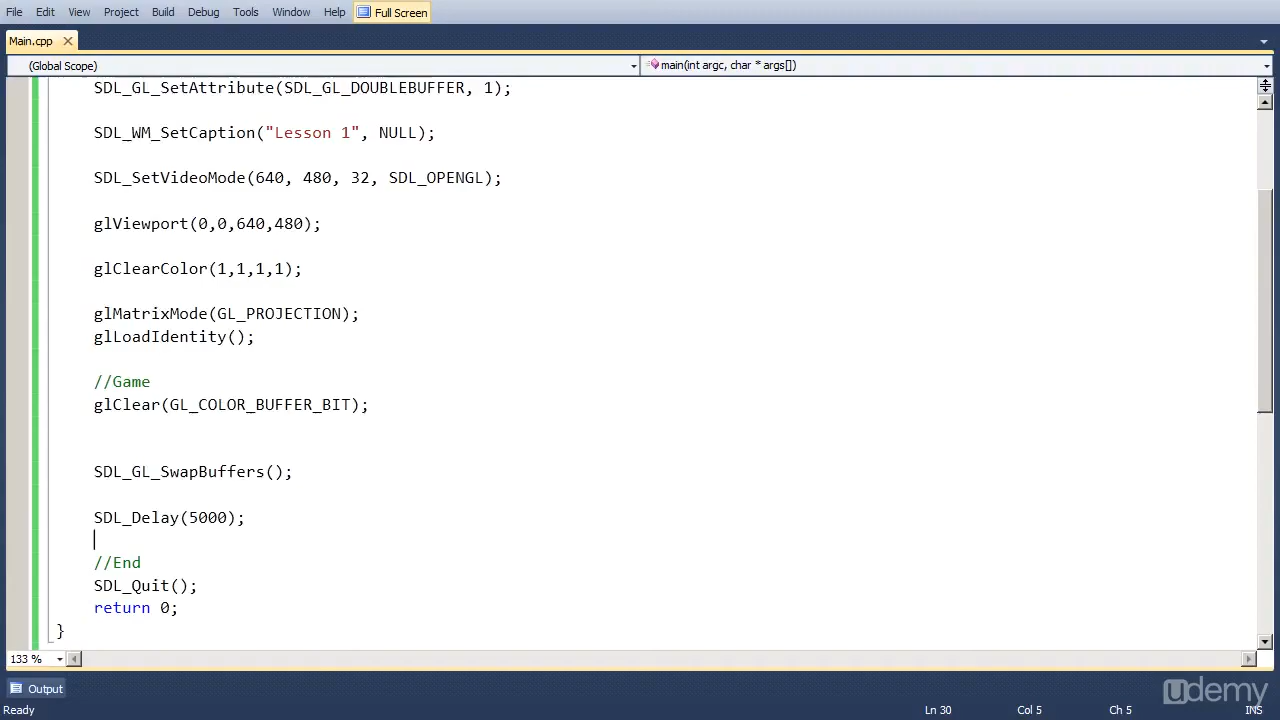 File Edit View Project Build Debug Tools Window Help Full Screen
Main.cpp
(Global Scope) main(int argc, char * args[])
SDL_GL_SetAttribute(SDL_GL_DOUBLEBUFFER, 1);
SDL_WM_SetCaption("Lesson 1", NULL);
SDL_SetVideoMode(640, 480, 32, SDL_OPENGL);
glViewport(0,0,640,480);
glClearColor(1,1,1,1);
glMatrixMode(GL_PROJECTION);
glLoadIdentity();
//Game
glClear(GL_COLOR_BUFFER_BIT);
SDL_GL_SwapBuffers();
SDL_Delay(5000);
//End
SDL_Quit();
return 0;
}
133 %
Output
udemy
Ready Ln 30 Col 5 Ch 5 INS